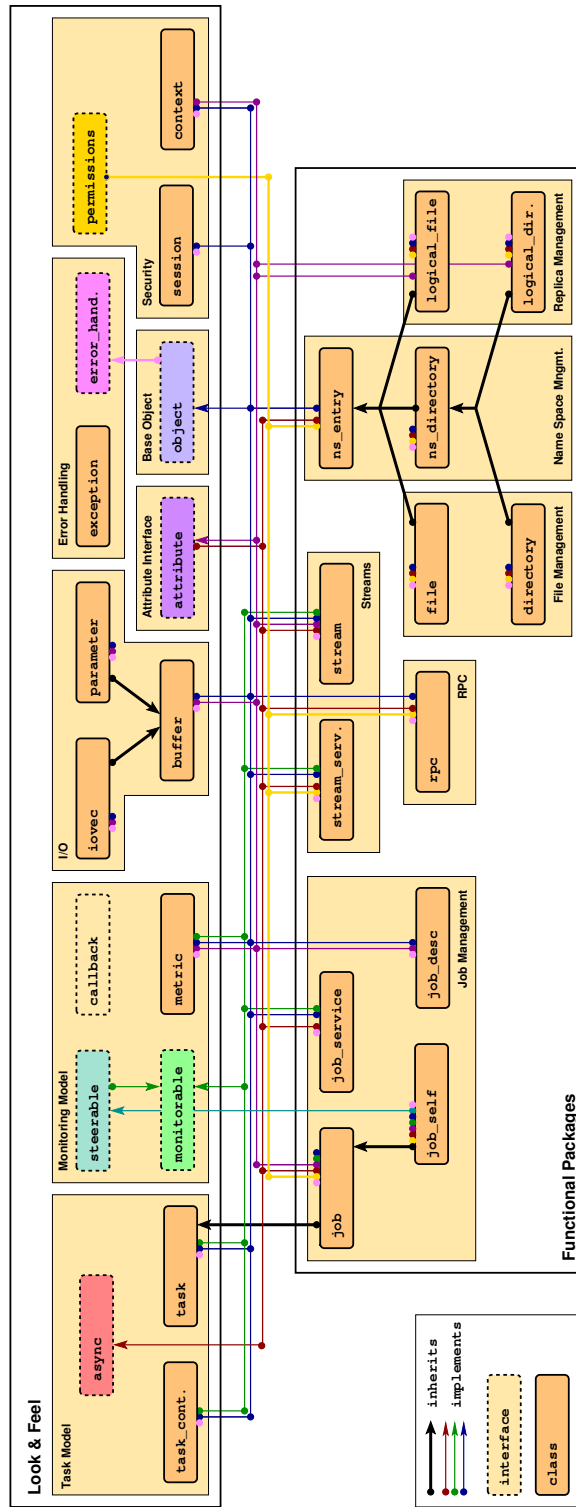 Look & Feel
Task Model
async
task_cont.
task
Monitoring Model
steerable
callback
monitorable
metric
I/O
iovec
parameter
buffer
Attribute Interface
attribute
Error Handling
exception
error_hand.
Base Object
object
Security
permissions
session
context
Functional Packages
Job Management
job
job_self
job_service
job_desc
Streams
stream_serv.
stream
RPC
rpc
File Management
file
directory
Name Space Mngmt.
ns_entry
ns_directory
Replica Management
logical_file
logical_dir.
inherits
implements
interface
class